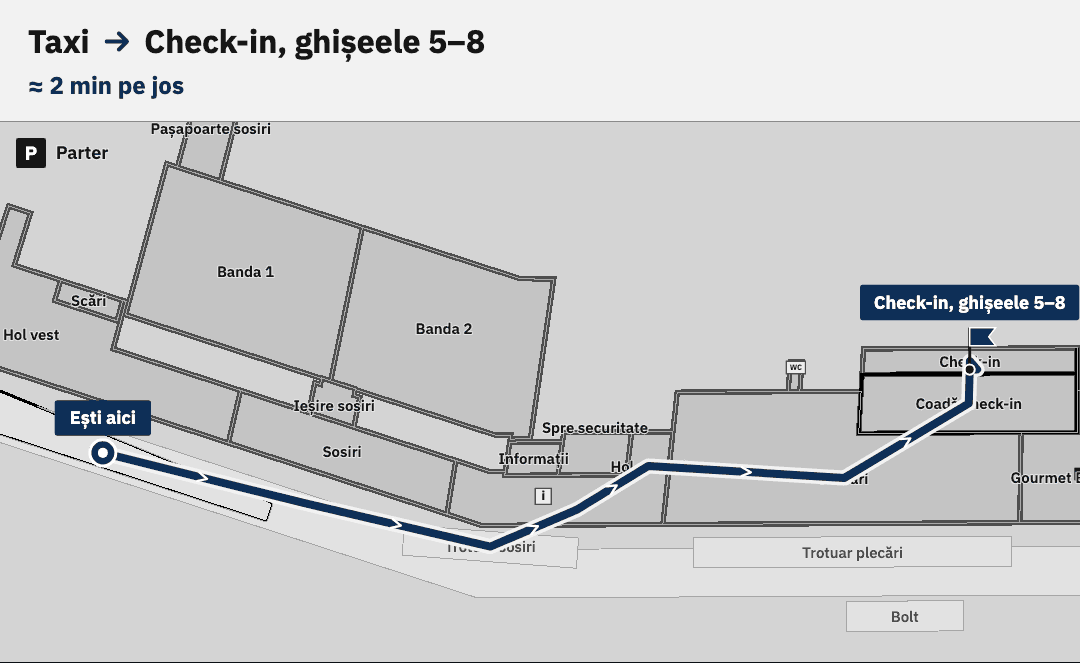 Taxi → Check-in, ghișeele 5–8
≈ 2 min pe jos
Pașapoarte sosiri
P Parter
Banda 1
Scări
Banda 2
Hol vest
Check-in, ghișeele 5–8
wc
Check-in
Ieșire sosiri
Ești aici
Spre securitate
Sosiri
Informații
i
Gourmet
Trotuar plecări
Bolt